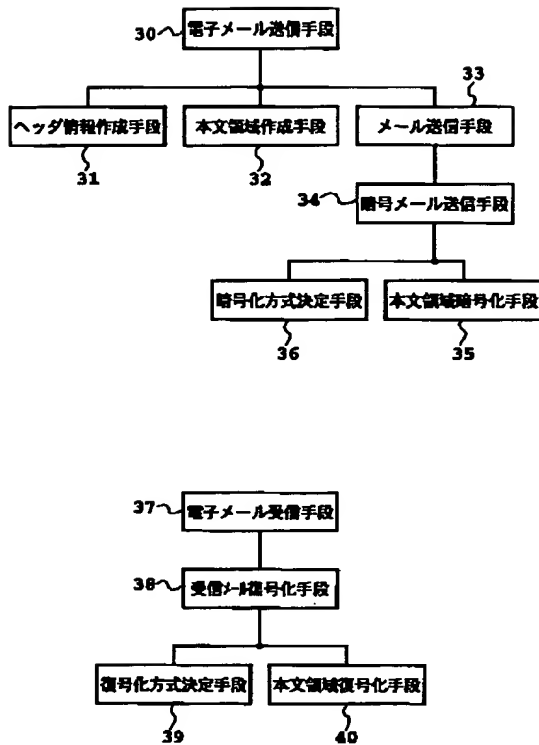 30 電子メール送信手段
33
ヘッダ情報作成手段 本文領域作成手段 メール送信手段
31 32
34 暗号メール送信手段
暗号化方式決定手段 本文領域暗号化手段
36 35
37 電子メール受信手段
38 受信メール復号化手段
復号化方式決定手段 本文領域復号化手段
39 40